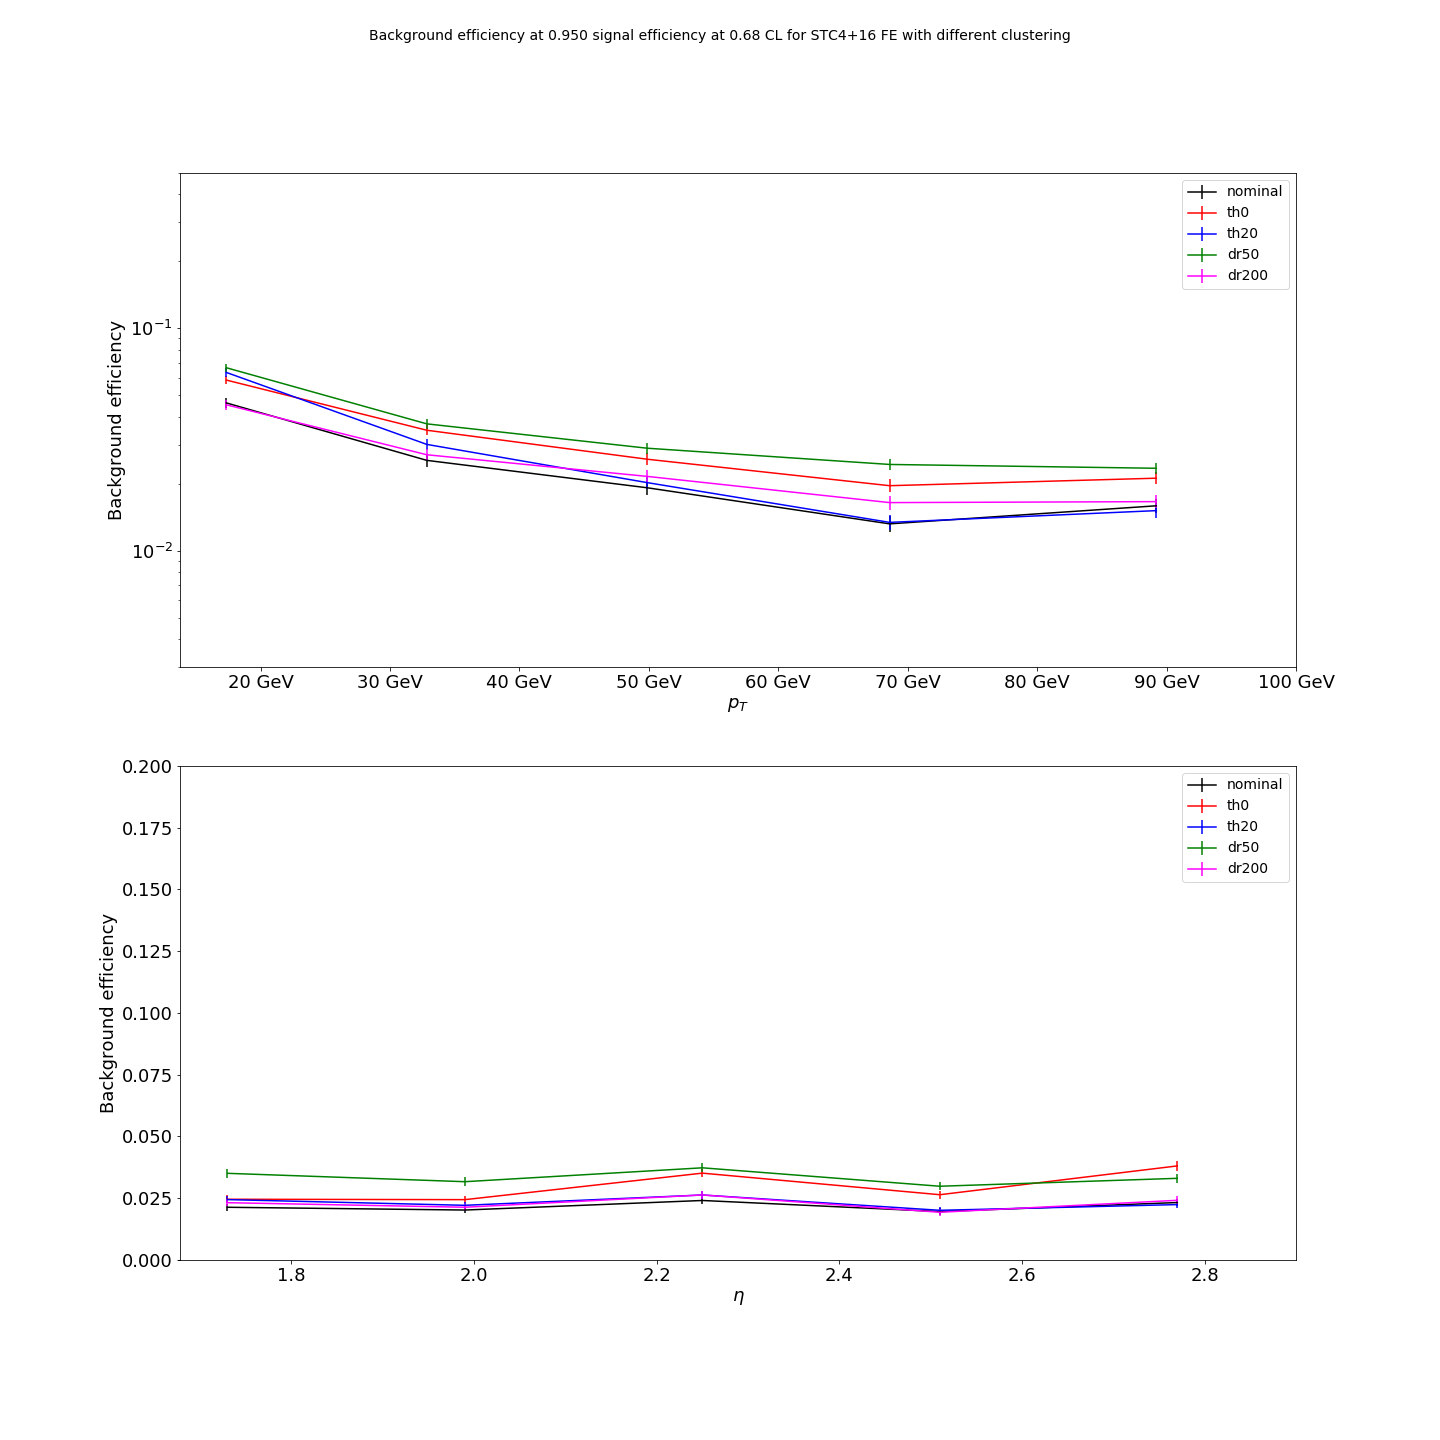 Background efficiency at 0.950 signal efficiency at 0.68 CL for STC4+16 FE with different clustering
nominal
th0
th20
dr50
dr200
Background efficiency
10⁻¹
10⁻²
20 GeV 30 GeV 40 GeV 50 GeV 60 GeV 70 GeV 80 GeV 90 GeV 100 GeV
p_T
nominal
th0
th20
dr50
dr200
Background efficiency
0.200
0.175
0.150
0.125
0.100
0.075
0.050
0.025
0.000
1.8 2.0 2.2 2.4 2.6 2.8
η